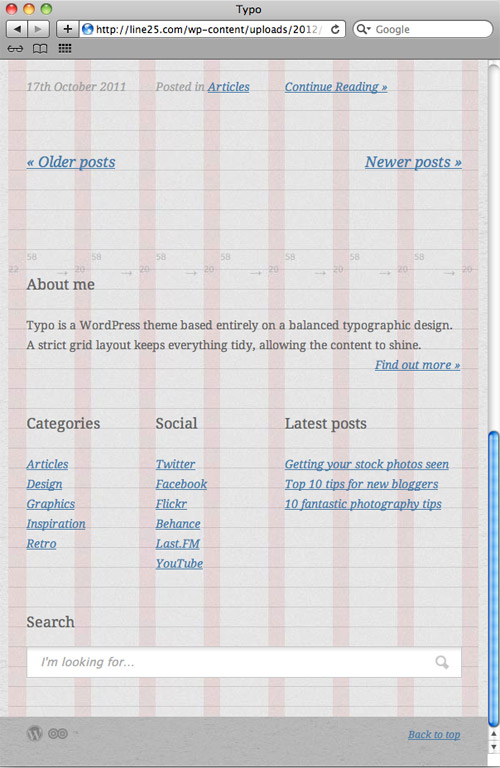 Typo
http://line25.com/wp-content/uploads/2012/
Google
17th October 2011 Posted in Articles Continue Reading »
« Older posts Newer posts »
58 58 58 58 58 58 58
22 → 20 → 20 → 20 → 20 → 20 → 20 → 20
About me
Typo is a WordPress theme based entirely on a balanced typographic design.
A strict grid layout keeps everything tidy, allowing the content to shine.
Find out more »
Categories
Articles
Design
Graphics
Inspiration
Retro
Social
Twitter
Facebook
Flickr
Behance
Last.FM
YouTube
Latest posts
Getting your stock photos seen
Top 10 tips for new bloggers
10 fantastic photography tips
Search
I'm looking for...
Back to top